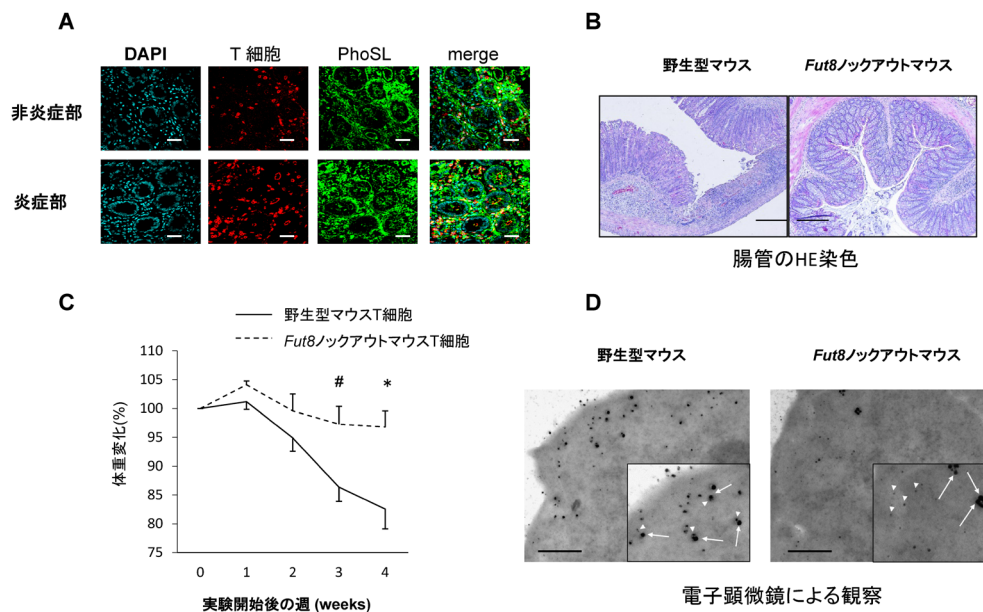 A
DAPI T 細胞 PhoSL merge
非炎症部
炎症部
B
野生型マウス Fut8ノックアウトマウス
腸管のHE染色
C
野生型マウスT細胞
Fut8ノックアウトマウスT細胞
体重変化(%)
110
105
100
95
90
85
80
75
# *
0 1 2 3 4
実験開始後の週 (weeks)
D
野生型マウス Fut8ノックアウトマウス
電子顕微鏡による観察